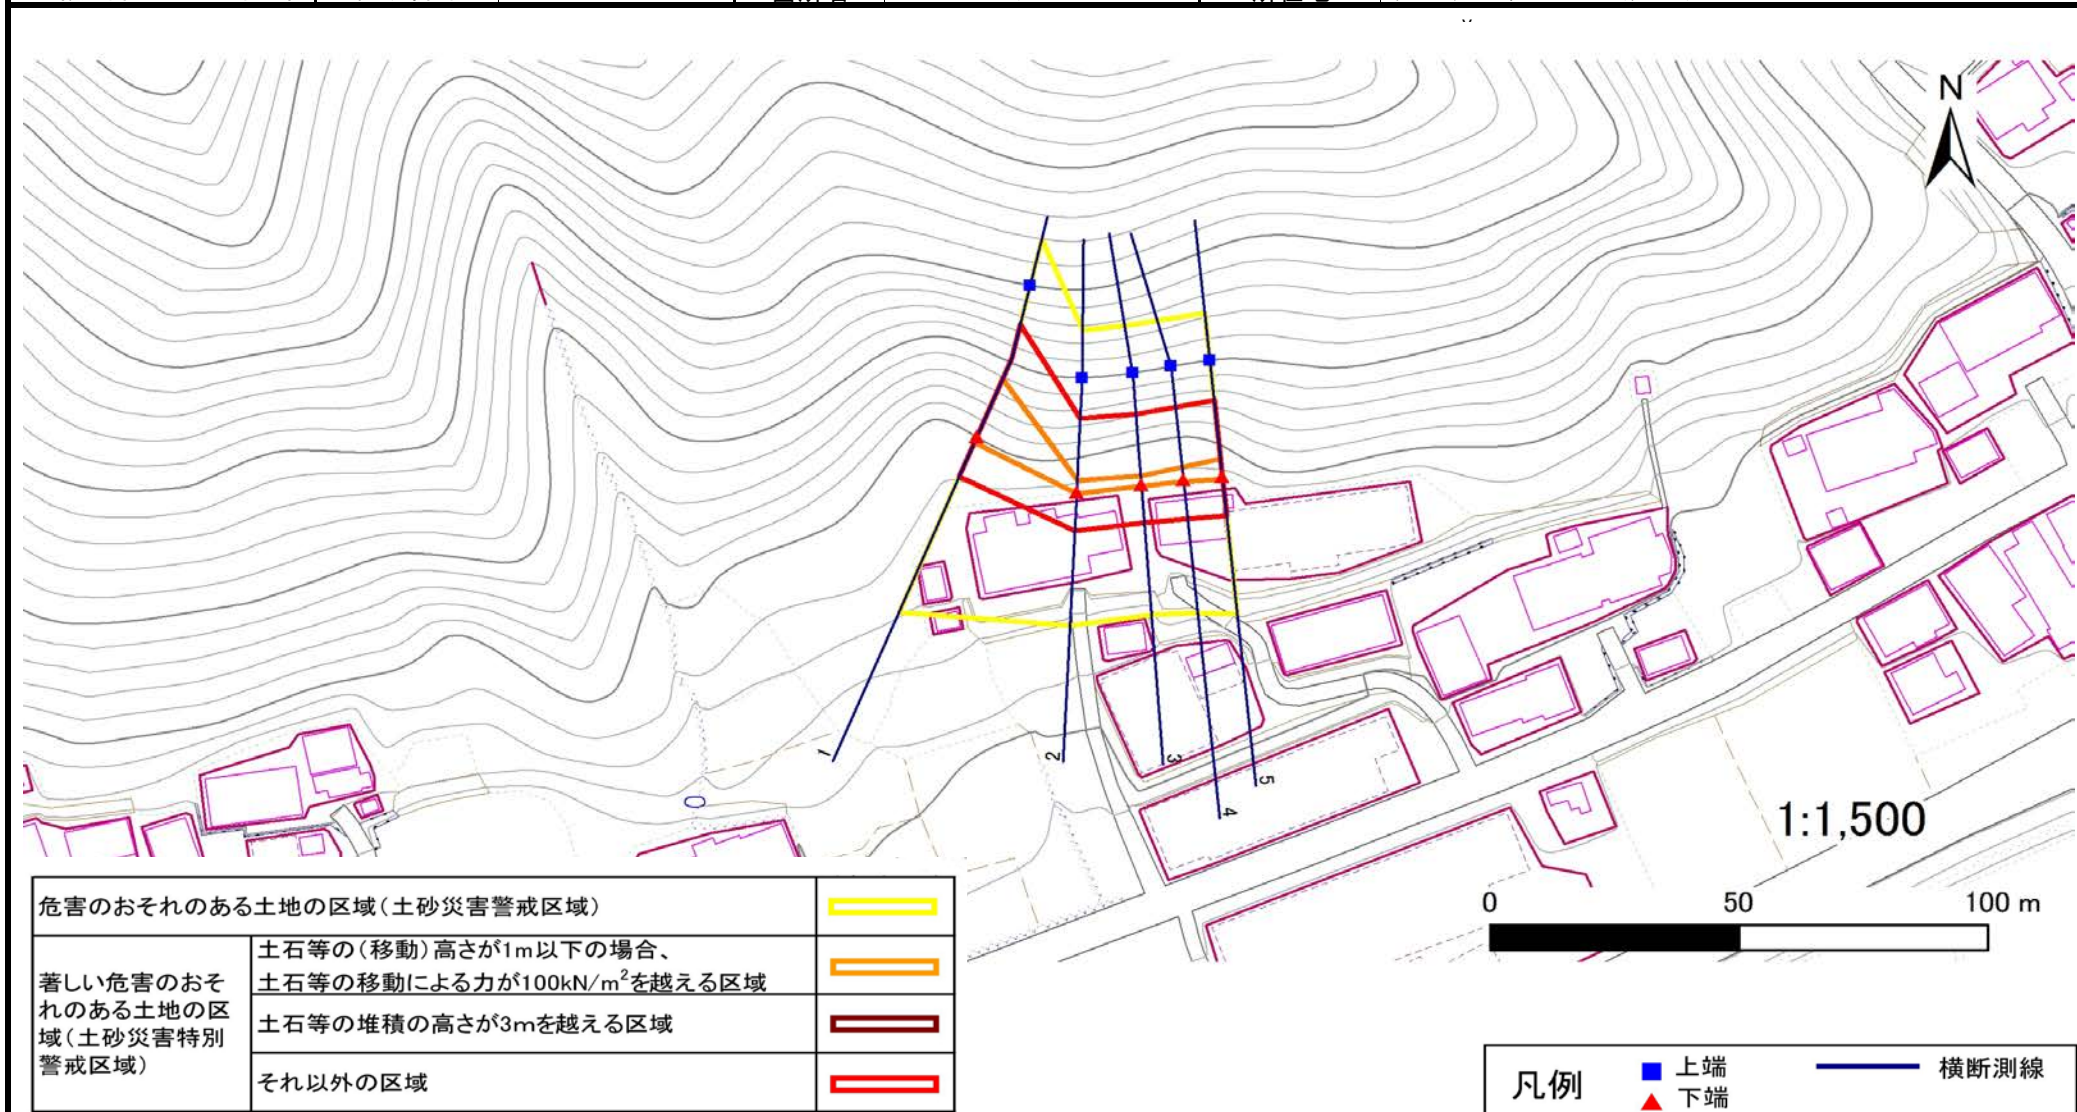 N
1
2
3
4
5
1:1,500
0 50 100 m
危害のおそれのある土地の区域(土砂災害警戒区域)
著しい危害のおそ
れのある土地の区
域(土砂災害特別
警戒区域)
土石等の(移動)高さが1m以下の場合、
土石等の移動による力が100kN/m²を越える区域
土石等の堆積の高さが3mを越える区域
それ以外の区域
凡例
上端
下端
横断測線